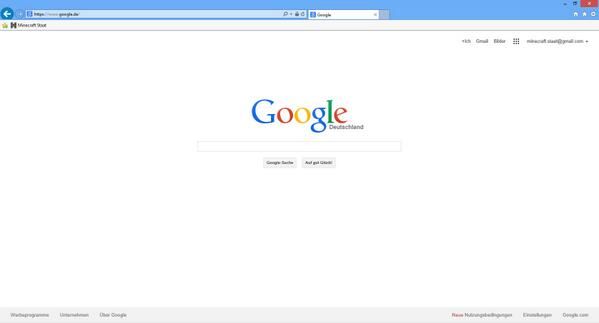 https://www.google.de/
Google
Minecraft Staat
+Ich Gmail Bilder minecraft.staat@gmail.com
Google
Deutschland
Google-Suche Auf gut Glück!
Werbeprogramme Unternehmen Über Google Neue Nutzungsbedingungen Einstellungen Google.com